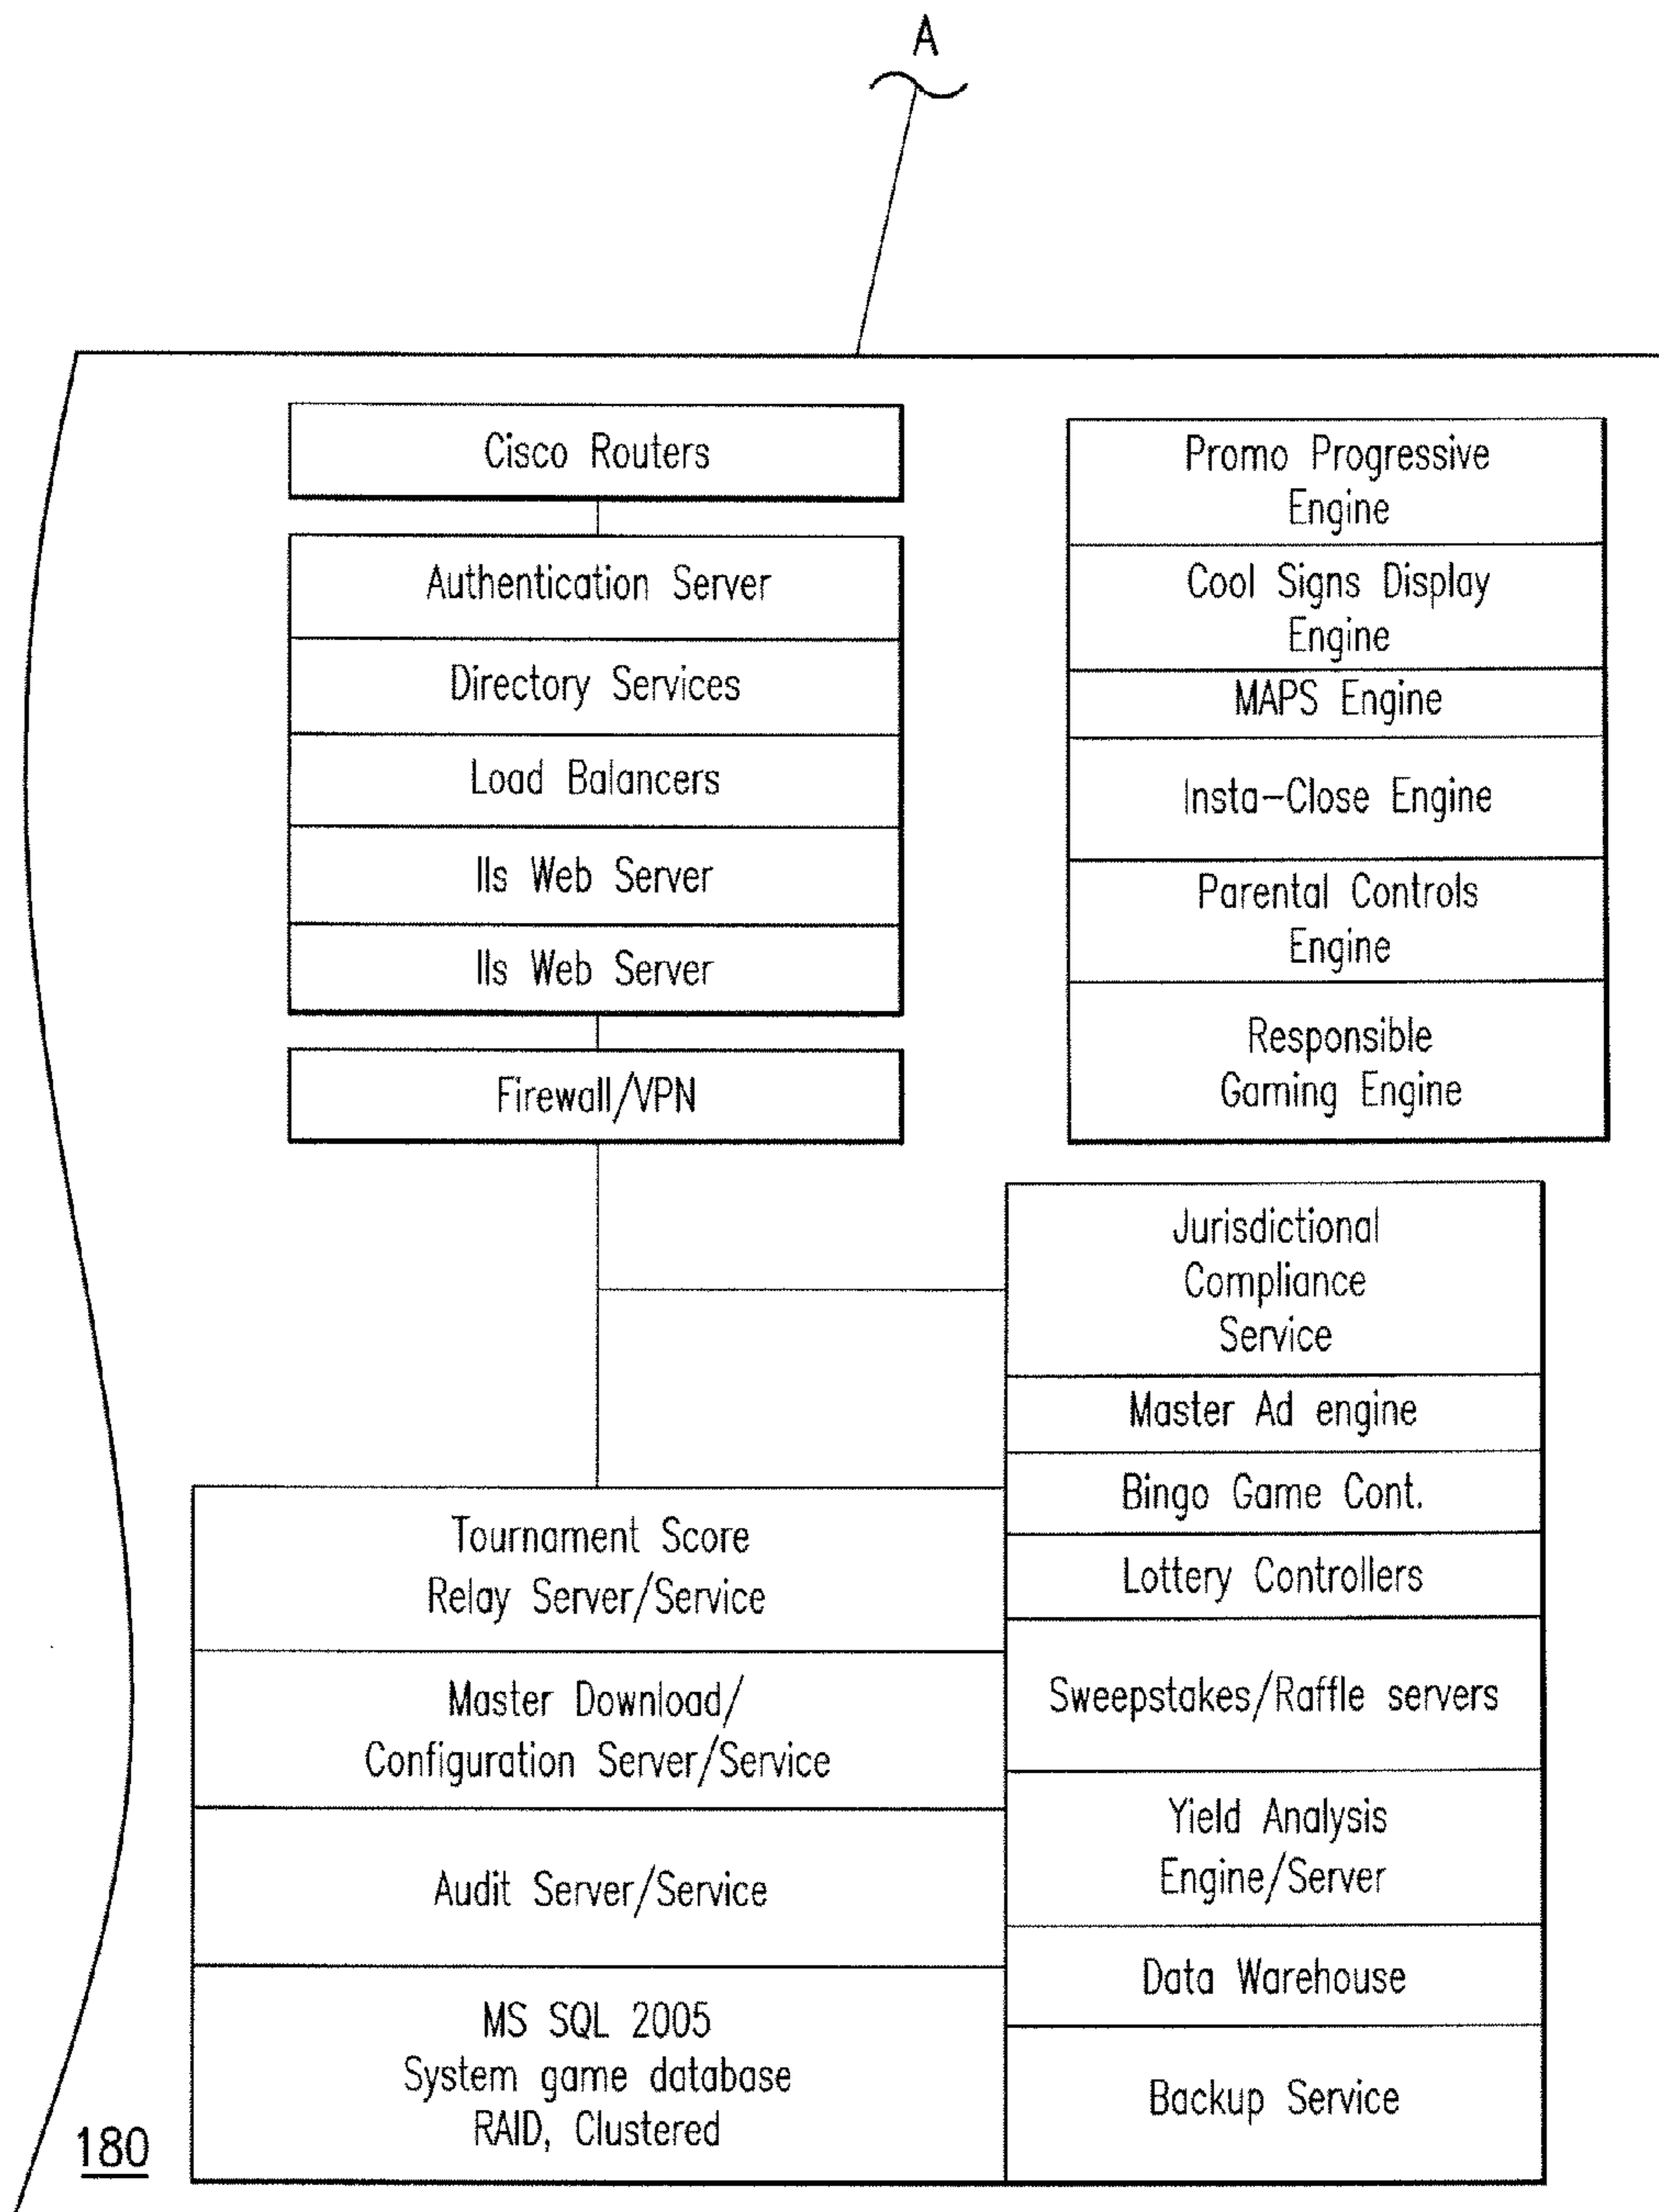 A
Cisco Routers
Authentication Server
Directory Services
Load Balancers
IIs Web Server
IIs Web Server
Firewall/VPN
Promo Progressive
Engine
Cool Signs Display
Engine
MAPS Engine
Insta-Close Engine
Parental Controls
Engine
Responsible
Gaming Engine
Jurisdictional
Compliance
Service
Master Ad engine
Bingo Game Cont.
Lottery Controllers
Sweepstakes/Raffle servers
Yield Analysis
Engine/Server
Data Warehouse
Backup Service
Tournament Score
Relay Server/Service
Master Download/
Configuration Server/Service
Audit Server/Service
MS SQL 2005
System game database
RAID, Clustered
180